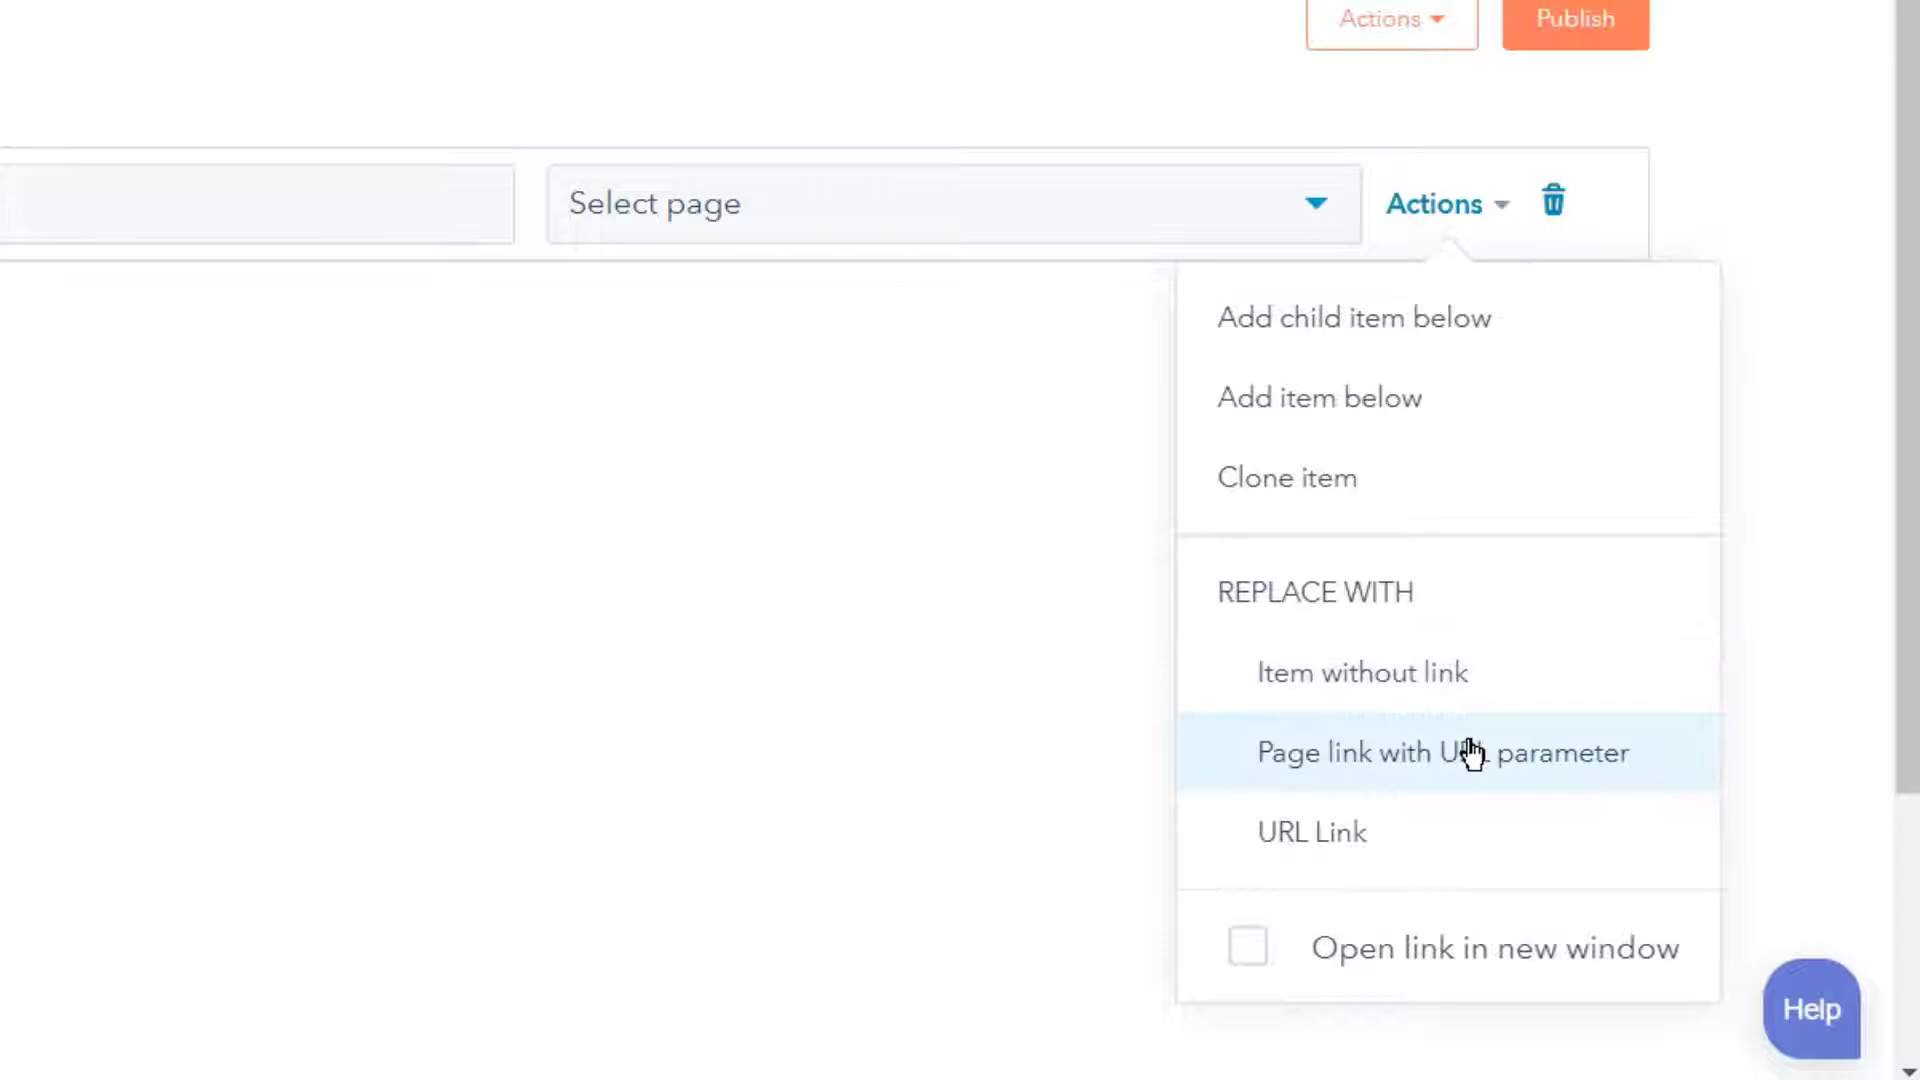 Actions Publish
Select page Actions
Add child item below
Add item below
Clone item
REPLACE WITH
Item without link
Page link with URL parameter
URL Link
Open link in new window
Help